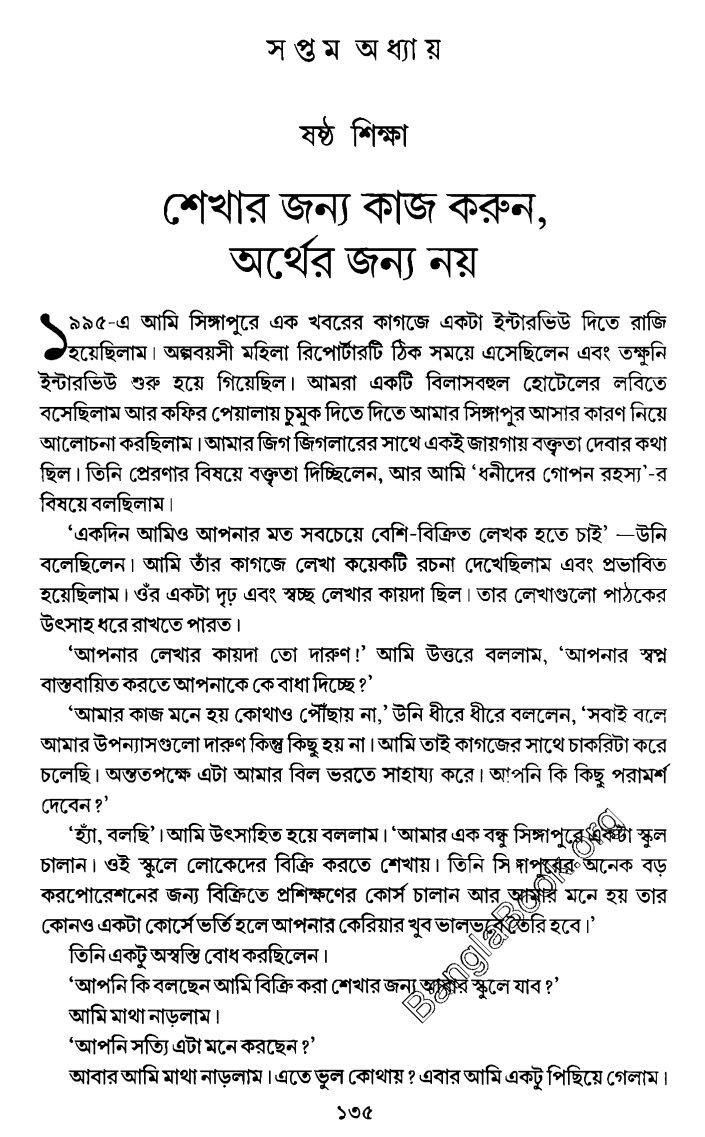 সপ্তম অধ্যায়
ষষ্ঠ শিক্ষা
শেখার জন্য কাজ করুন,
অর্থের জন্য নয়
১৯৯৫-এ আমি সিঙ্গাপুরে এক খবরের কাগজে একটা ইন্টারভিউ দিতে রাজি
হয়েছিলাম। অল্পবয়সী মহিলা রিপোর্টারটি ঠিক সময়ে এসেছিলেন এবং তক্ষুনি
ইন্টারভিউ শুরু হয়ে গিয়েছিল। আমরা একটি বিলাসবহুল হোটেলের লবিতে
বসেছিলাম আর কফির পেয়ালায় চুমুক দিতে দিতে আমার সিঙ্গাপুর আসার কারণ নিয়ে
আলোচনা করছিলাম। আমার জিগ জিগলারের সাথে একই জায়গায় বক্তৃতা দেবার কথা
ছিল। তিনি প্রেরণার বিষয়ে বক্তৃতা দিচ্ছিলেন, আর আমি ‘ধনীদের গোপন রহস্য’-র
বিষয়ে বলছিলাম।
‘একদিন আমিও আপনার মত সবচেয়ে বেশি-বিক্রিত লেখক হতে চাই’ —উনি
বলেছিলেন। আমি তাঁর কাগজে লেখা কয়েকটি রচনা দেখেছিলাম এবং প্রভাবিত
হয়েছিলাম। ওঁর একটা দৃঢ় এবং স্বচ্ছ লেখার কায়দা ছিল। তার লেখাগুলো পাঠকের
উৎসাহ ধরে রাখতে পারত।
‘আপনার লেখার কায়দা তো দারুণ!’ আমি উত্তরে বললাম, ‘আপনার স্বপ্ন
বাস্তবায়িত করতে আপনাকে কে বাধা দিচ্ছে?’
‘আমার কাজ মনে হয় কোথাও পৌঁছায় না,’ উনি ধীরে ধীরে বললেন, ‘সবাই বলে
আমার উপন্যাসগুলো দারুণ কিন্তু কিছু হয় না। আমি তাই কাগজের সাথে চাকরিটা করে
চলেছি। অন্ততপক্ষে এটা আমার বিল ভরতে সাহায্য করে। আপনি কি কিছু পরামর্শ
দেবেন?’
‘হ্যাঁ, বলছি’। আমি উৎসাহিত হয়ে বললাম। ‘আমার এক বন্ধু সিঙ্গাপুরে একটা স্কুল
চালান। ওই স্কুলে লোকেদের বিক্রি করতে শেখায়। তিনি সিঙ্গাপুরের অনেক বড়
করপোরেশনের জন্য বিক্রিতে প্রশিক্ষণের কোর্স চালান আর আমার মনে হয় তার
কোনও একটা কোর্সে ভর্তি হলে আপনার কেরিয়ার খুব ভালভাবে তৈরি হবে।’
তিনি একটু অস্বস্তি বোধ করছিলেন।
‘আপনি কি বলছেন আমি বিক্রি করা শেখার জন্য আবার স্কুলে যাব?’
আমি মাথা নাড়লাম।
‘আপনি সত্যি এটা মনে করছেন?’
আবার আমি মাথা নাড়লাম। এতে ভুল কোথায়? এবার আমি একটু পিছিয়ে গেলাম।
BanglaBook.org
১৩৫